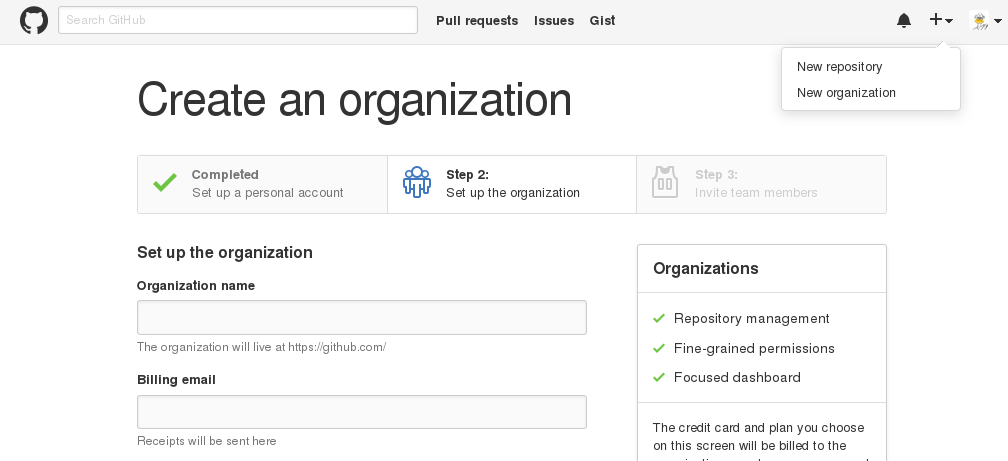 Search GitHub
Pull requests Issues Gist
New repository
New organization
Create an organization
Completed
Set up a personal account
Step 2:
Set up the organization
Step 3:
Invite team members
Set up the organization
Organization name
The organization will live at https://github.com/
Billing email
Receipts will be sent here
Organizations
Repository management
Fine-grained permissions
Focused dashboard
The credit card and plan you choose
on this screen will be billed to the